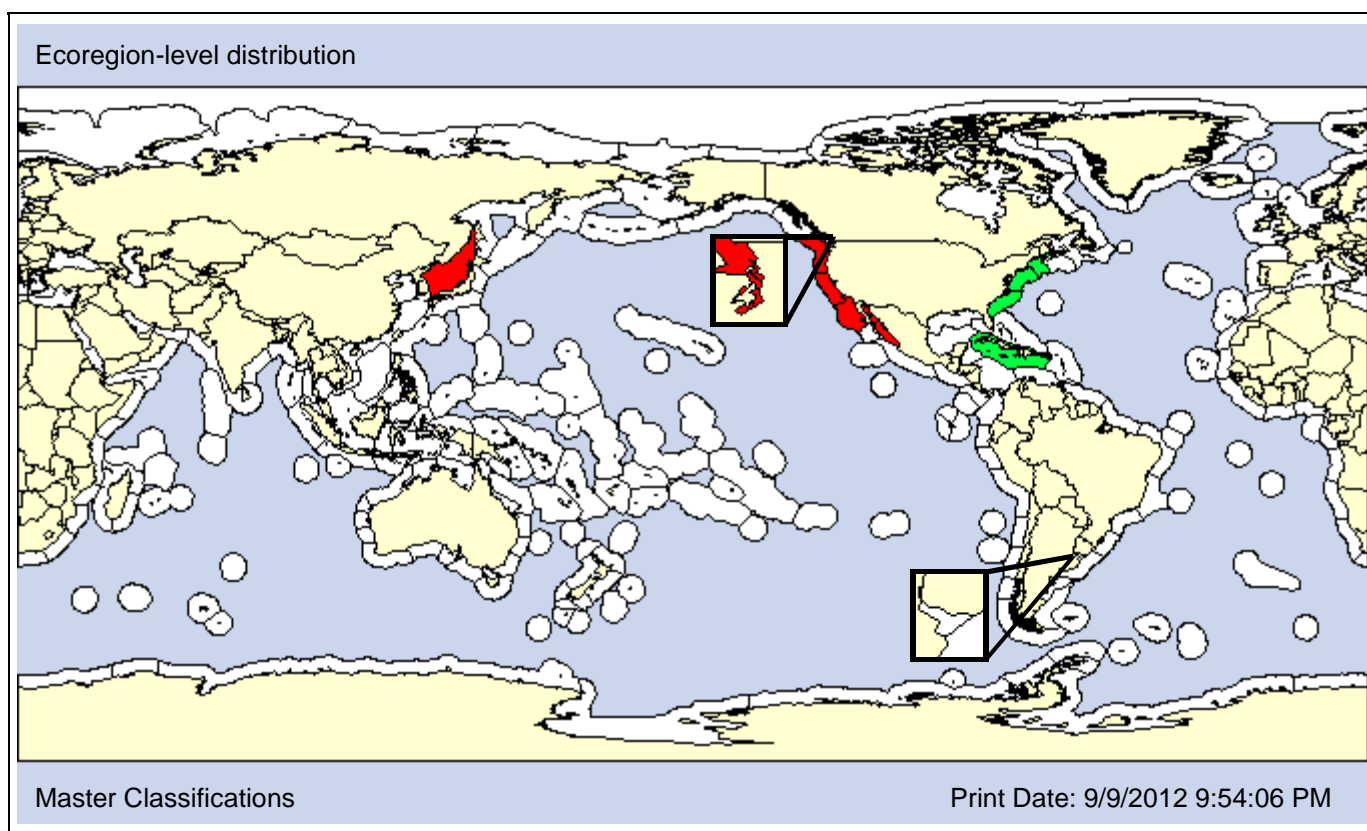 Ecoregion-level distribution
Master Classifications
Print Date: 9/9/2012 9:54:06 PM